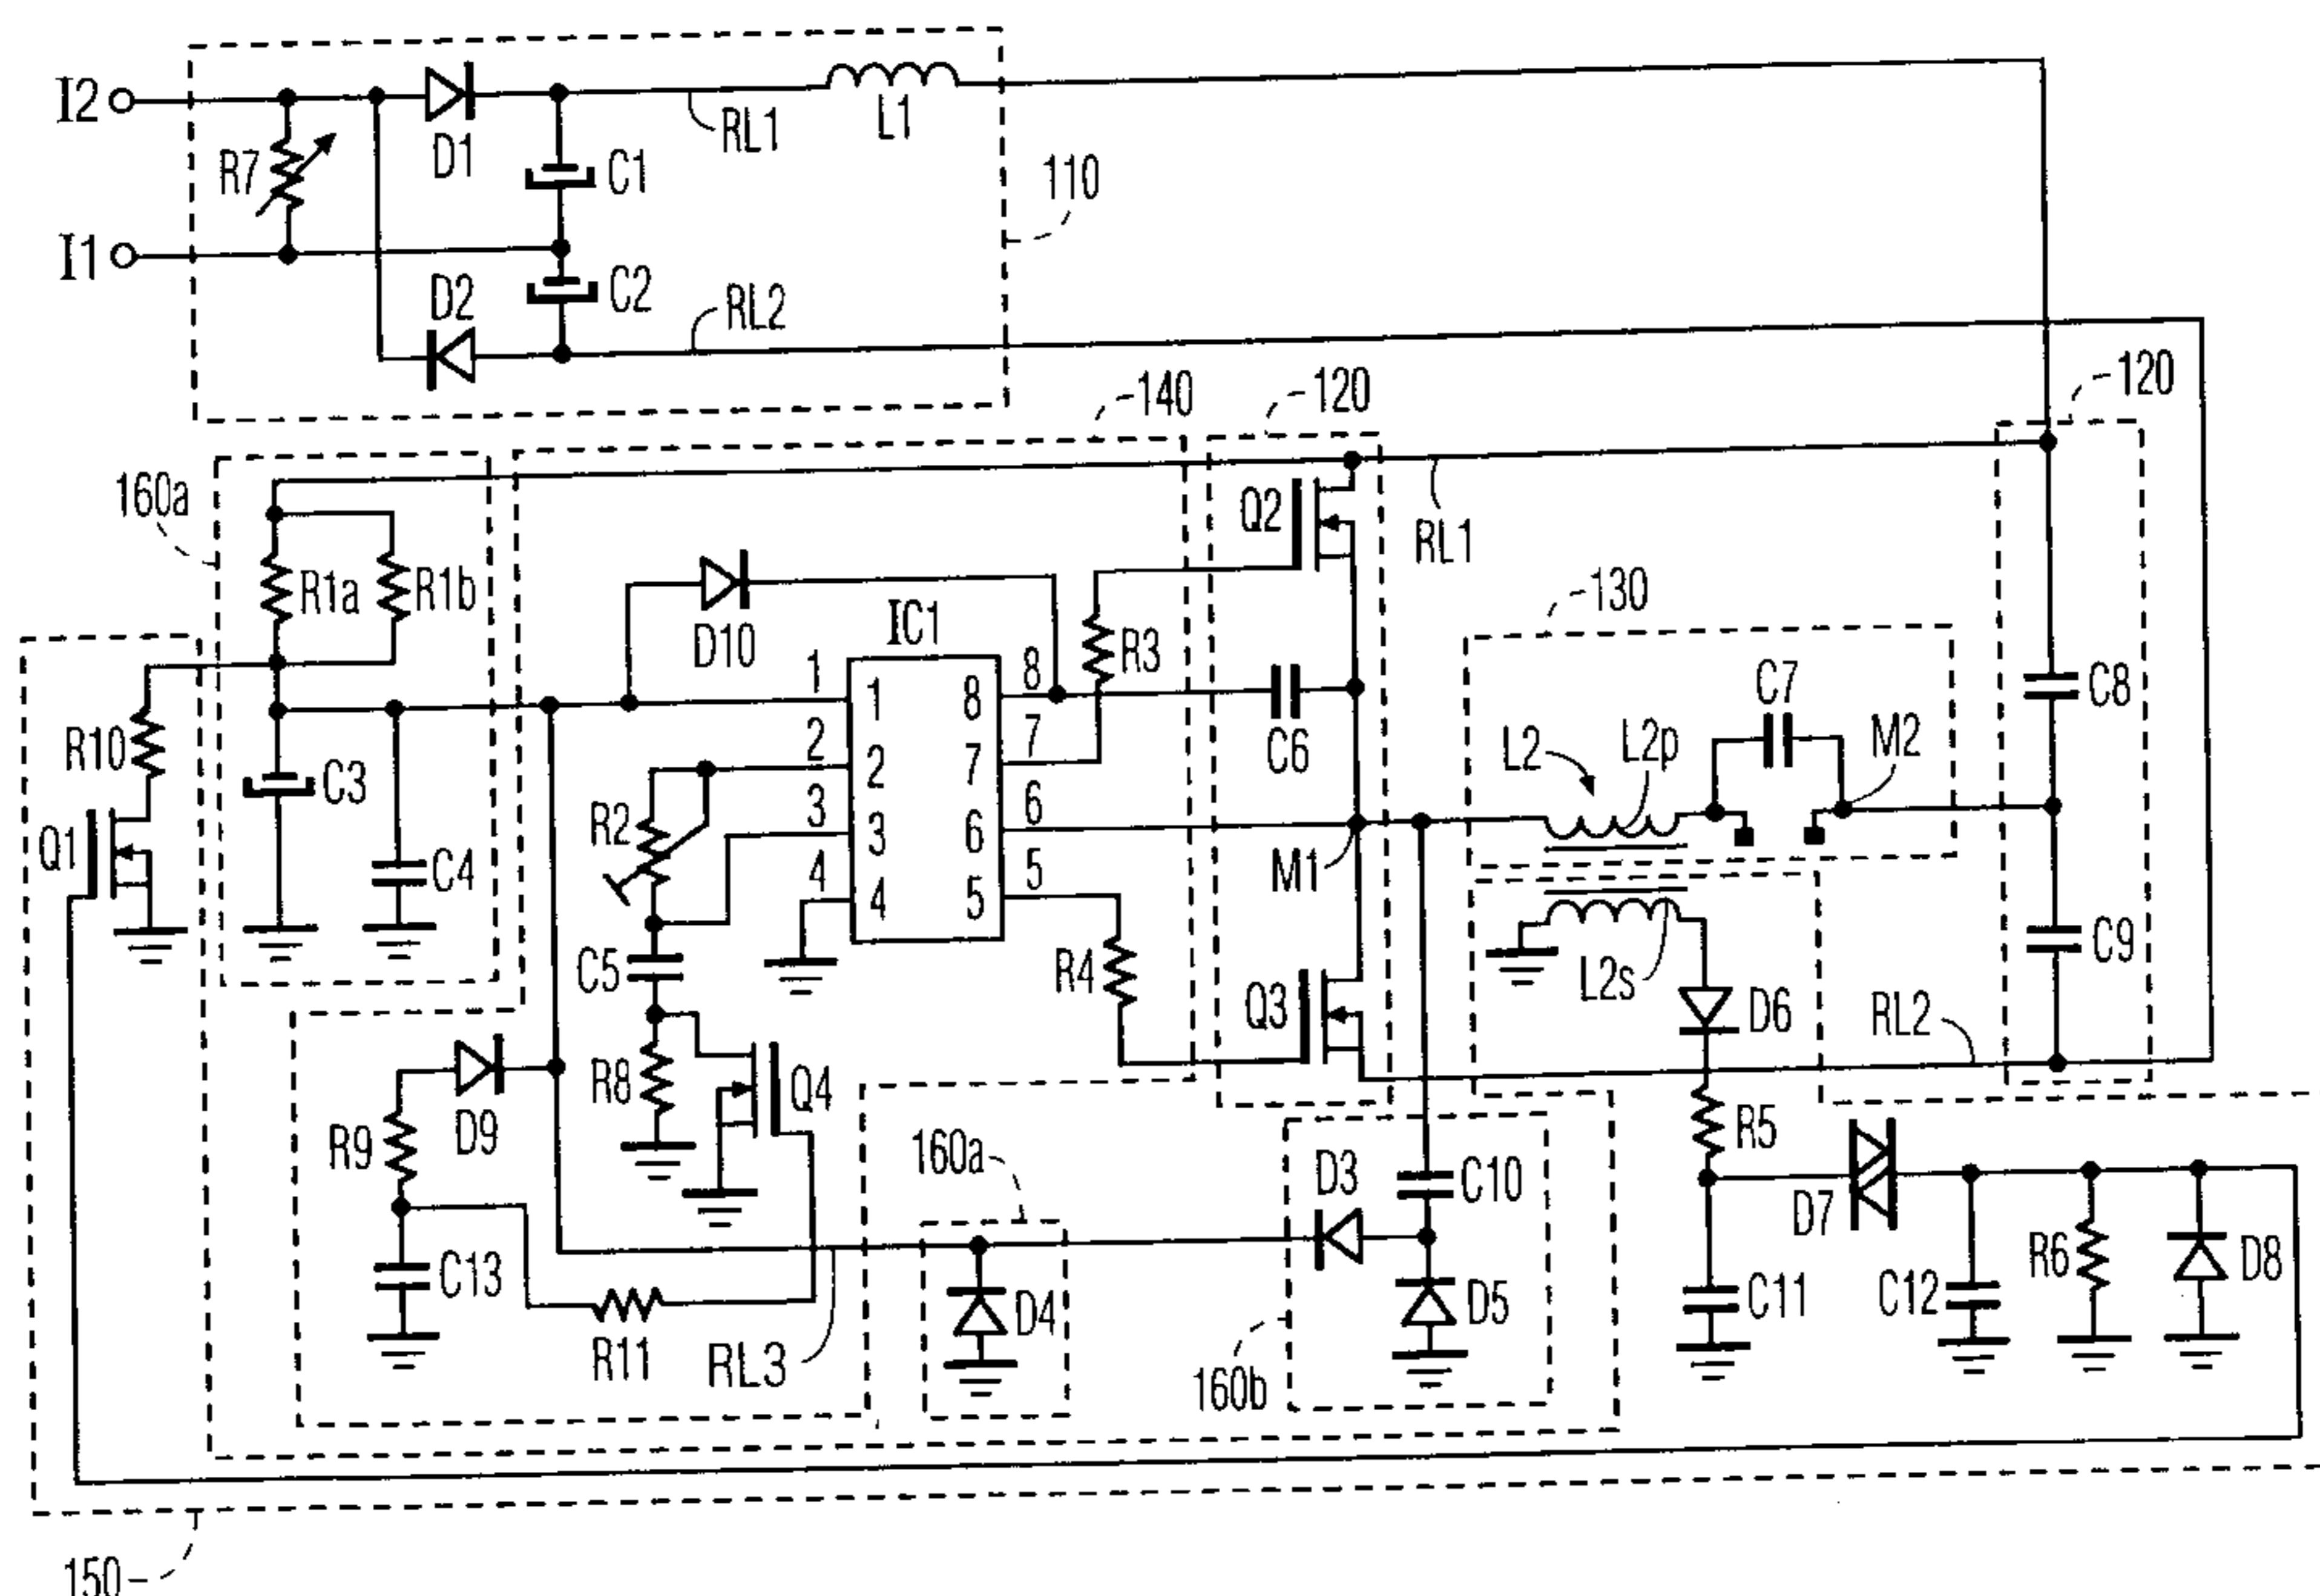 I2
R7
D1
RL1
L1
C1
110
I1
D2
C2
RL2
140
120
120
160a
Q2
RL1
R1a
R1b
IC1
D10
R3
130
R10
1
1
8
8
C7
C8
2
2
7
7
C6
L2
L2p
M2
C3
R2
3
3
6
6
Q1
C4
4
4
5
5
M1
C5
R4
L2s
C9
Q3
D6
RL2
R8
Q4
R9
D9
160a
R5
D3
C10
D7
C13
D4
D5
C11
C12
R6
D8
R11
RL3
160b
150